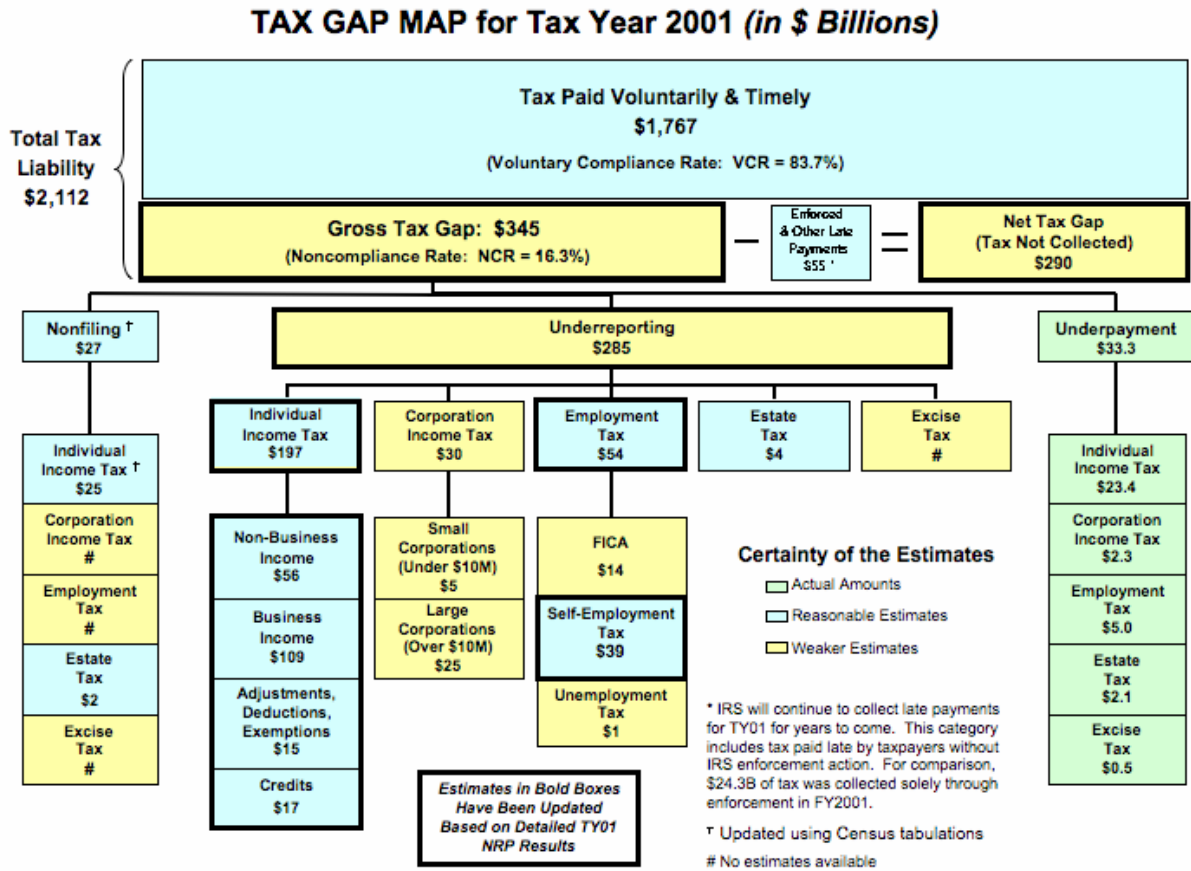 TAX GAP MAP for Tax Year 2001 (in $ Billions)
Total Tax
Liability
$2,112
Tax Paid Voluntarily & Timely
$1,767
(Voluntary Compliance Rate: VCR = 83.7%)
Gross Tax Gap: $345
(Noncompliance Rate: NCR = 16.3%)
—
Enforced
& Other Late
Payments
$55 *
=
Net Tax Gap
(Tax Not Collected)
$290
Nonfiling †
$27
Underreporting
$285
Underpayment
$33.3
Individual
Income Tax †
$25
Corporation
Income Tax
#
Employment
Tax
#
Estate
Tax
$2
Excise
Tax
#
Individual
Income Tax
$197
Non-Business
Income
$56
Business
Income
$109
Adjustments,
Deductions,
Exemptions
$15
Credits
$17
Corporation
Income Tax
$30
Small
Corporations
(Under $10M)
$5
Large
Corporations
(Over $10M)
$25
Employment
Tax
$54
FICA
$14
Self-Employment
Tax
$39
Unemployment
Tax
$1
Estate
Tax
$4
Excise
Tax
#
Individual
Income Tax
$23.4
Corporation
Income Tax
$2.3
Employment
Tax
$5.0
Estate
Tax
$2.1
Excise
Tax
$0.5
Certainty of the Estimates
Actual Amounts
Reasonable Estimates
Weaker Estimates
Estimates in Bold Boxes
Have Been Updated
Based on Detailed TY01
NRP Results
* IRS will continue to collect late payments
for TY01 for years to come. This category
includes tax paid late by taxpayers without
IRS enforcement action. For comparison,
$24.3B of tax was collected solely through
enforcement in FY2001.
† Updated using Census tabulations
# No estimates available